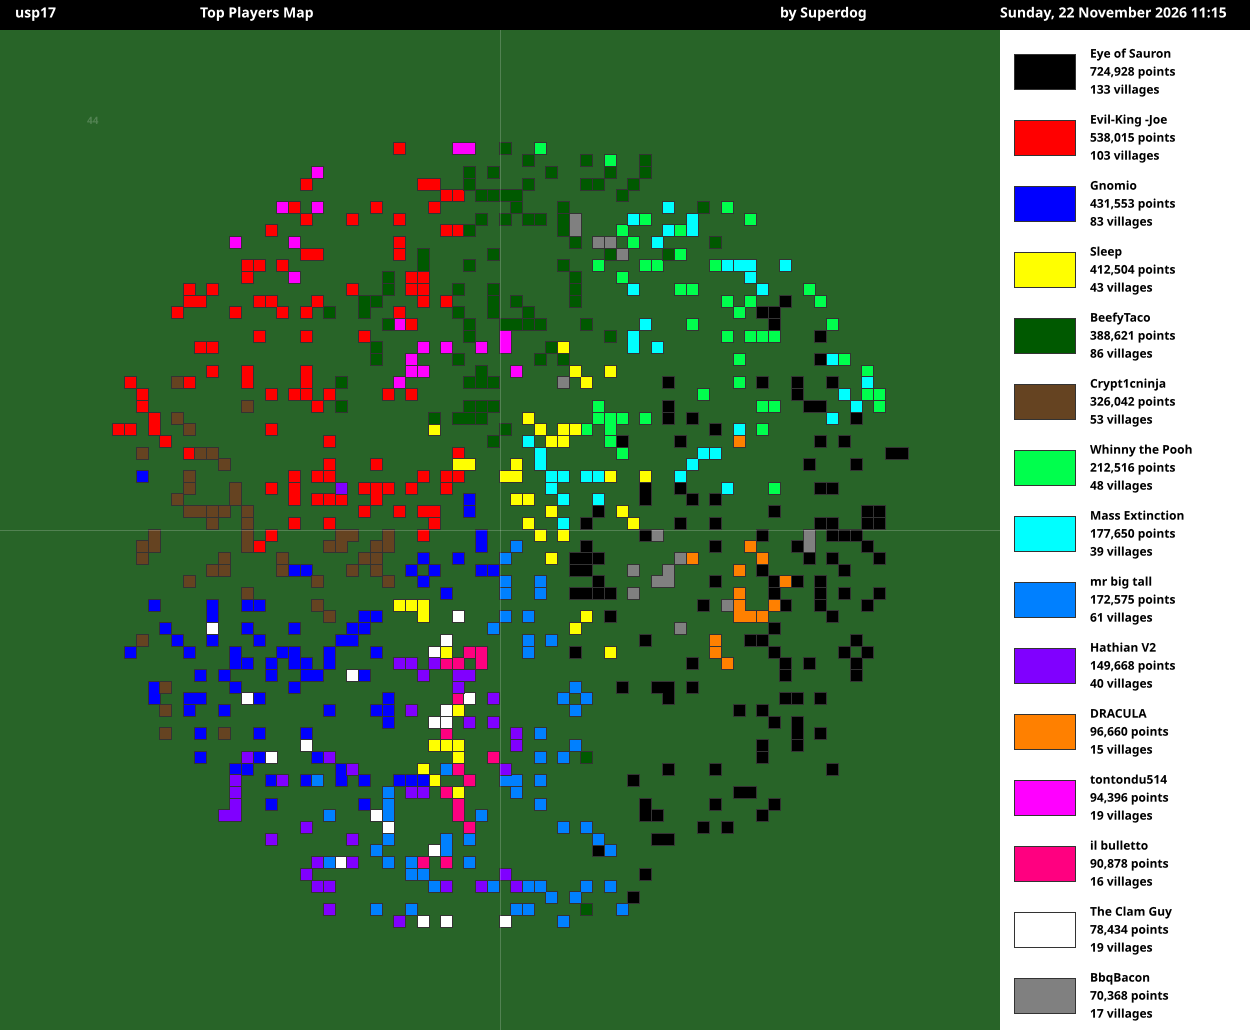 usp17 Top Players Map by Superdog Sunday, 22 November 2026 11:15
44
Eye of Sauron
724,928 points
133 villages
Evil-King -Joe
538,015 points
103 villages
Gnomio
431,553 points
83 villages
Sleep
412,504 points
43 villages
BeefyTaco
388,621 points
86 villages
Crypt1cninja
326,042 points
53 villages
Whinny the Pooh
212,516 points
48 villages
Mass Extinction
177,650 points
39 villages
mr big tall
172,575 points
61 villages
Hathian V2
149,668 points
40 villages
DRACULA
96,660 points
15 villages
tontondu514
94,396 points
19 villages
il bulletto
90,878 points
16 villages
The Clam Guy
78,434 points
19 villages
BbqBacon
70,368 points
17 villages